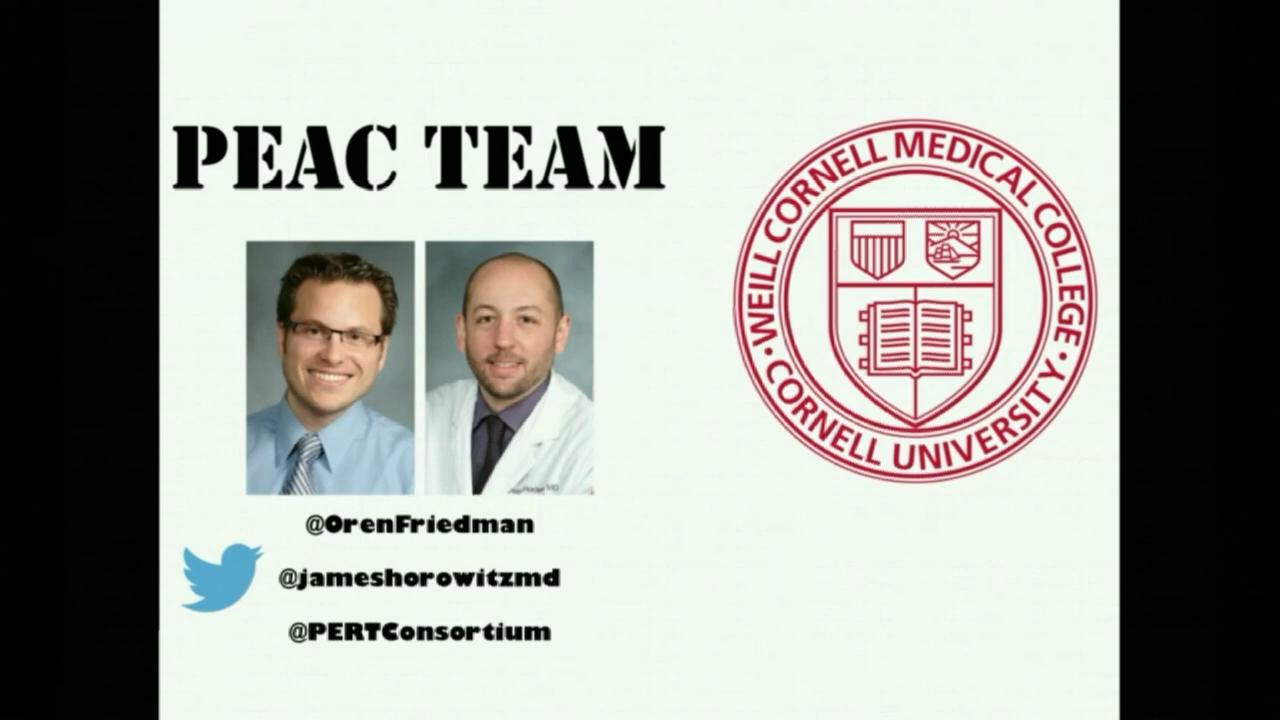 PEAC TEAM
WEILL CORNELL MEDICAL COLLEGE
CORNELL UNIVERSITY
@OrenFriedman
@jameshorowitzmd
@PERTConsortium